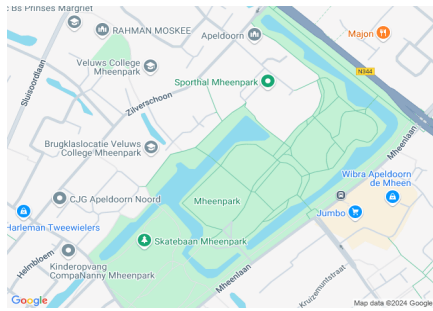 c Bs Prinses Margriet
RAHMAN MOSKEE
Apeldoorn
Majon
Veluws College
Mheenpark
N344
Sluisoordlaan
Sporthal Mheenpark
Zilverschoon
Brugklaslocatie Veluws
College Mheenpark
Mheenlaan
Wibra Apeldoorn
de Mheen
CJG Apeldoorn Noord
Mheenpark
Jumbo
Harleman Tweewielers
Skatebaan Mheenpark
Helmbloem
Kinderopvang
CompaNanny Mheenpark
Mheenlaan
Kruizemuntstraat
Google
Map data ©2024 Google